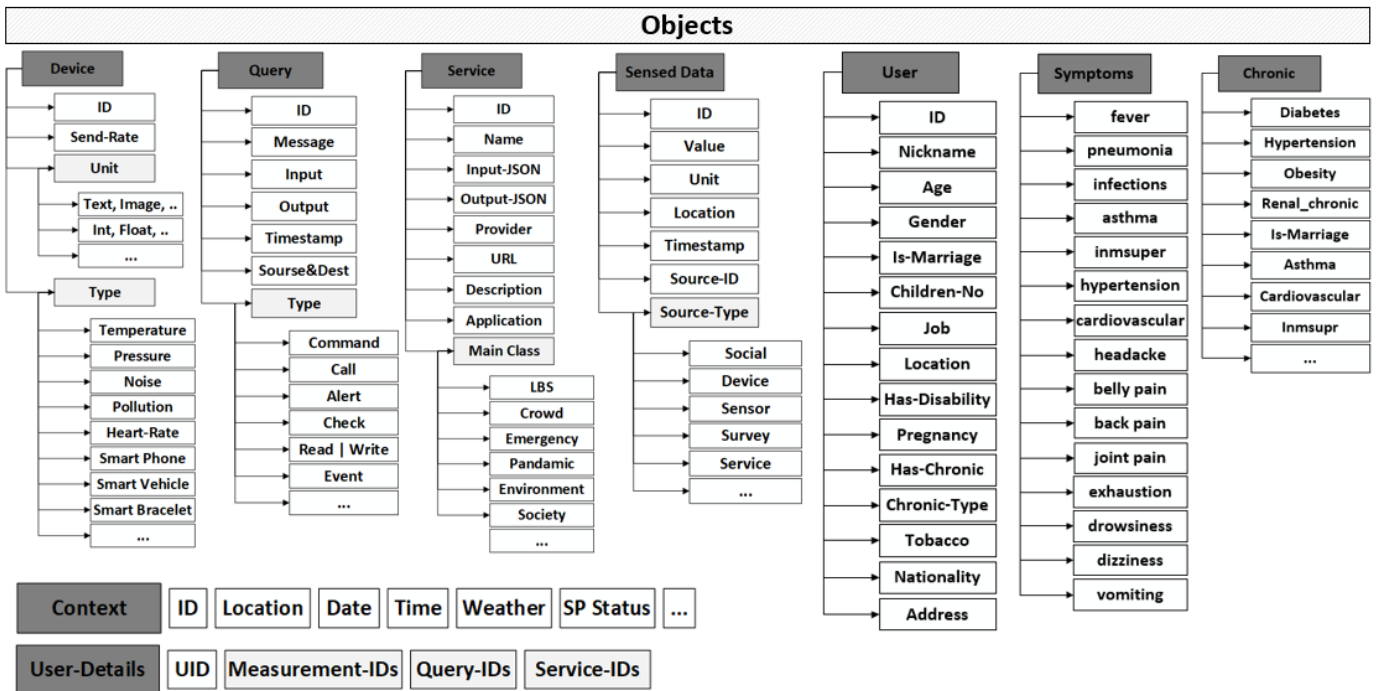 Objects
Device
ID
Send-Rate
Unit
Text, Image, ..
Int, Float, ..
...
Type
Temperature
Pressure
Noise
Pollution
Heart-Rate
Smart Phone
Smart Vehicle
Smart Bracelet
...
Query
ID
Message
Input
Output
Timestamp
Sourse&Dest
Type
Command
Call
Alert
Check
Read | Write
Event
...
Service
ID
Name
Input-JSON
Output-JSON
Provider
URL
Description
Application
Main Class
LBS
Crowd
Emergency
Pandamic
Environment
Society
...
Sensed Data
ID
Value
Unit
Location
Timestamp
Source-ID
Source-Type
Social
Device
Sensor
Survey
Service
...
User
ID
Nickname
Age
Gender
Is-Marriage
Children-No
Job
Location
Has-Disability
Pregnancy
Has-Chronic
Chronic-Type
Tobacco
Nationality
Address
Symptoms
fever
pneumonia
infections
asthma
inmsuper
hypertension
cardiovascular
headacke
belly pain
back pain
joint pain
exhaustion
drowsiness
dizziness
vomiting
Chronic
Diabetes
Hypertension
Obesity
Renal_chronic
Is-Marriage
Asthma
Cardiovascular
Inmsupr
...
Context ID Location Date Time Weather SP Status ...
User-Details UID Measurement-IDs Query-IDs Service-IDs